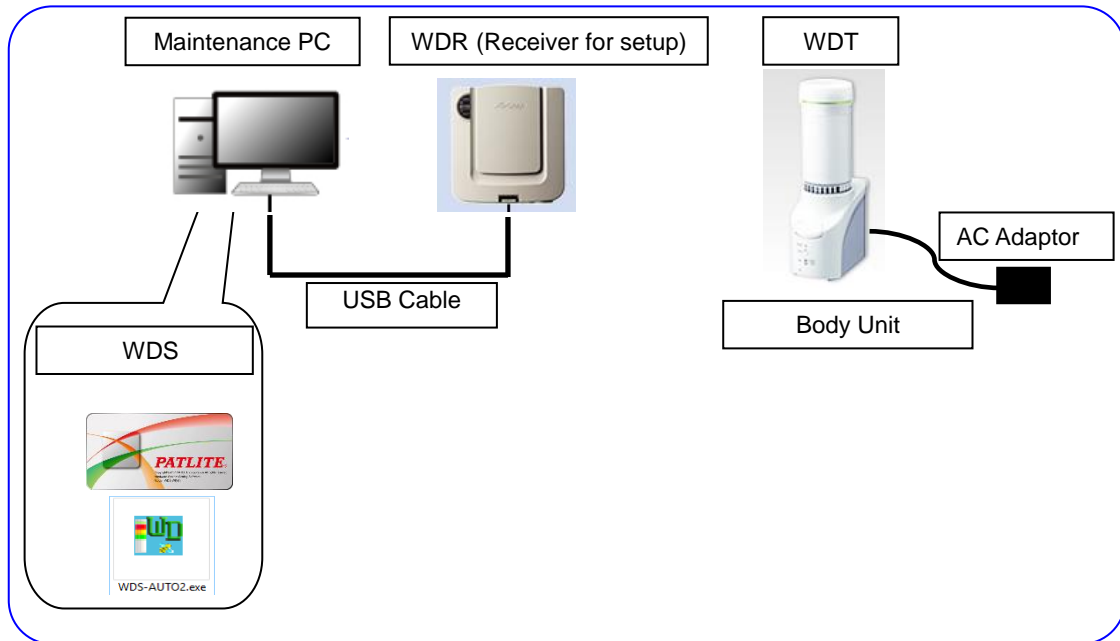 Maintenance PC
WDR (Receiver for setup)
WDT
AC Adaptor
USB Cable
Body Unit
WDS
PATLITE
WDS-AUTO2.exe